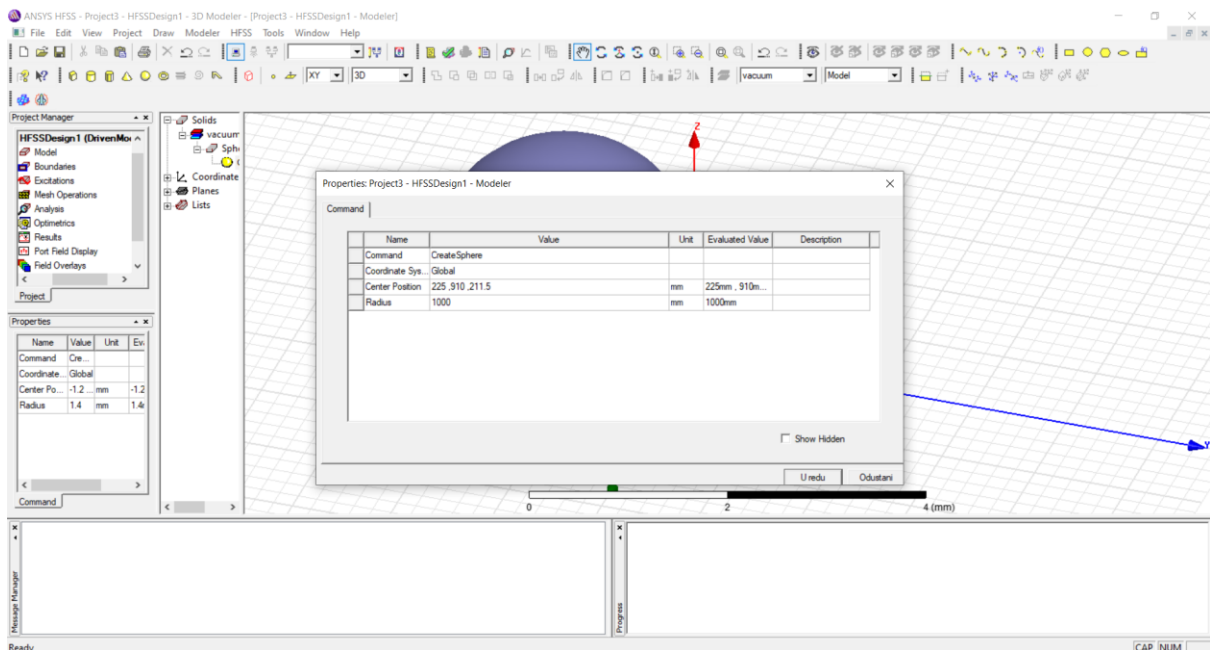 ANSYS HFSS - Project3 - HFSSDesign1 - 3D Modeler - [Project3 - HFSSDesign1 - Modeler]
File Edit View Project Draw Modeler HFSS Tools Window Help
XY 3D vacuum Model
Project Manager
HFSSDesign1 (DrivenMo
Model
Boundaries
Excitations
Mesh Operations
Analysis
Optimetrics
Results
Port Field Display
Field Overlays
Project
Solids
vacuum
Sph
Coordinate
Planes
Lists
Properties
Name Value Unit Ev
Command Cre...
Coordinate... Global
Center Po... -1.2 ... mm -1.2
Radius 1.4 mm 1.4
Command
Z
Properties: Project3 - HFSSDesign1 - Modeler
Command
Name Value Unit Evaluated Value Description
Command CreateSphere
Coordinate Sys... Global
Center Position 225 ,910 ,211.5 mm 225mm , 910m...
Radius 1000 mm 1000mm
Show Hidden
U redu Odustani
Y
0 2 4 (mm)
Message Manager
Progress
Ready
CAP NUM